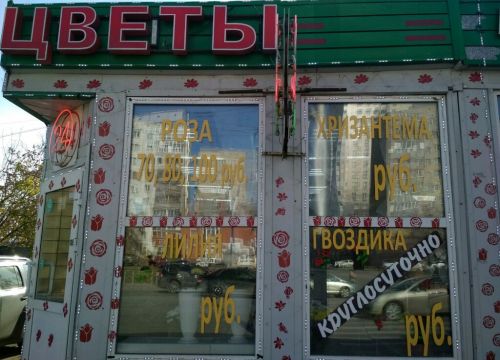 ЦВЕТЫ
24
РОЗА
70, 80, 100 руб.
ЛИЛИЯ
руб.
ХРИЗАНТЕМА
руб.
ГВОЗДИКА
КРУГЛОСУТОЧНО
руб.